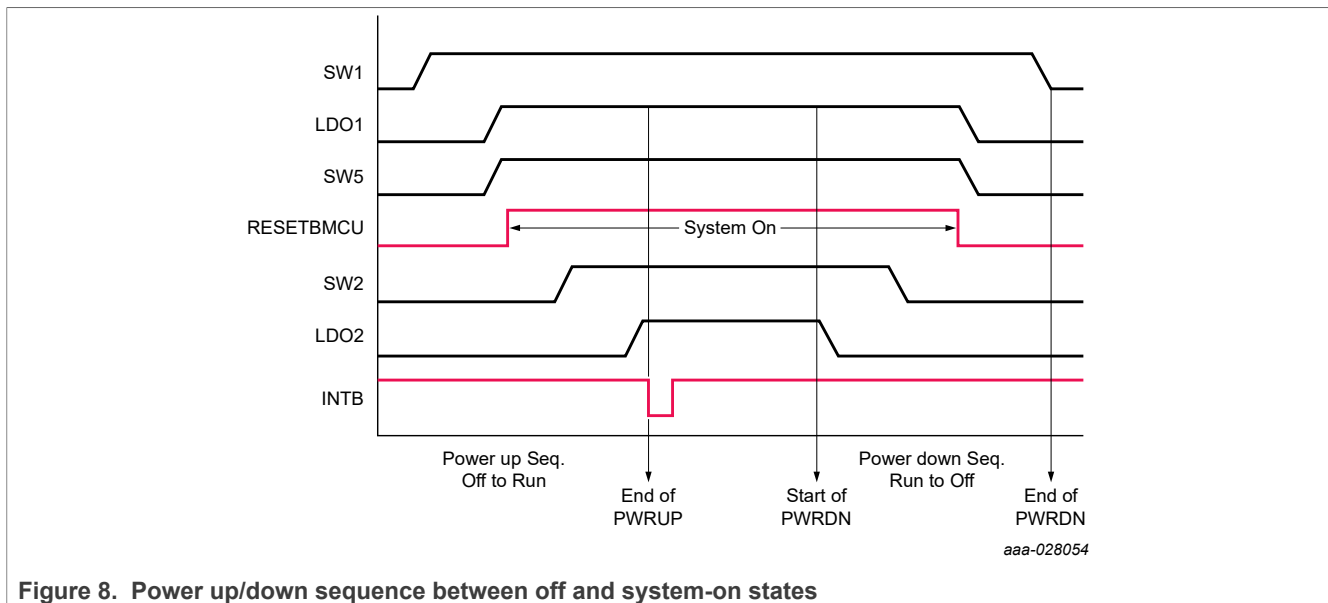 SW1
LDO1
SW5
RESETBMCU
System On
SW2
LDO2
INTB
Power up Seq.
Off to Run
End of
PWRUP
Start of
PWRDN
Power down Seq.
Run to Off
End of
PWRDN
aaa-028054
Figure 8. Power up/down sequence between off and system-on states